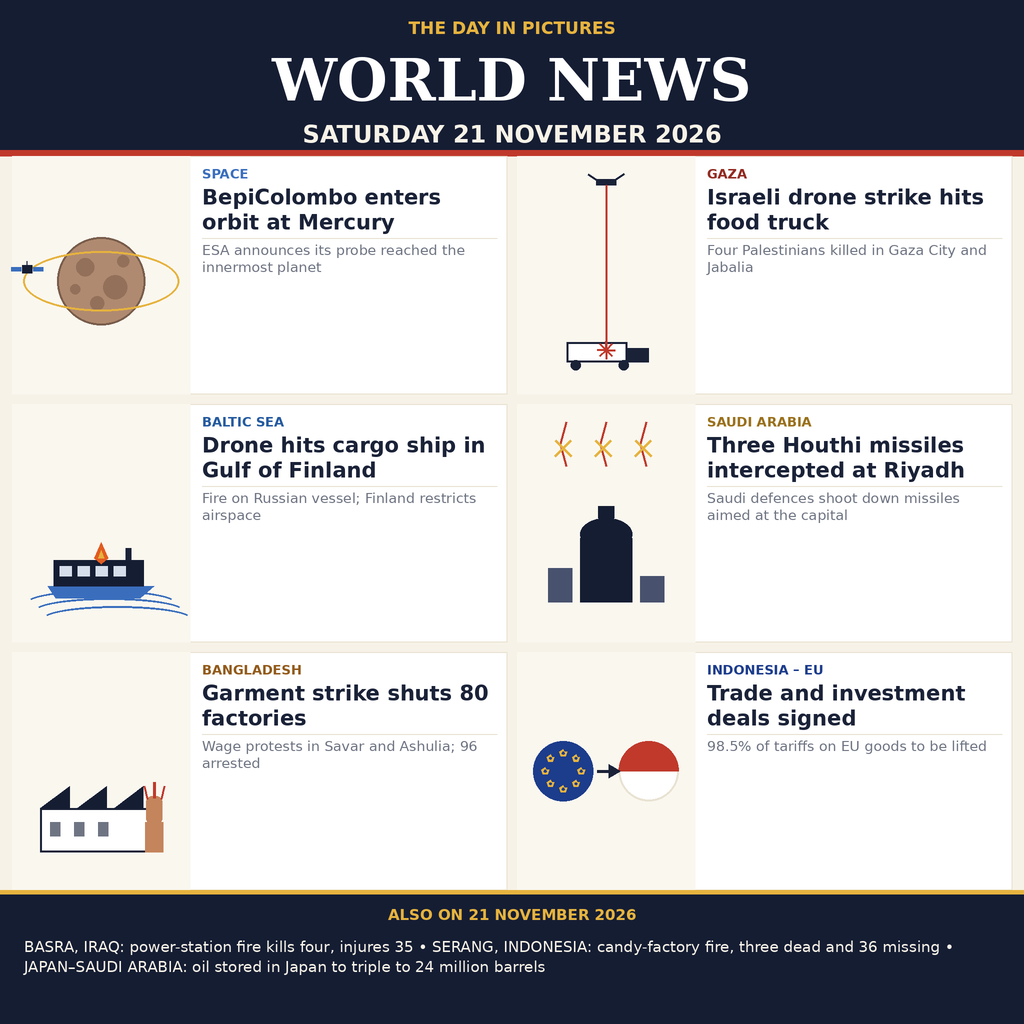 THE DAY IN PICTURES
WORLD NEWS
SATURDAY 21 NOVEMBER 2026
SPACE
BepiColombo enters
orbit at Mercury
ESA announces its probe reached the
innermost planet
GAZA
Israeli drone strike hits
food truck
Four Palestinians killed in Gaza City and
Jabalia
BALTIC SEA
Drone hits cargo ship in
Gulf of Finland
Fire on Russian vessel; Finland restricts
airspace
SAUDI ARABIA
Three Houthi missiles
intercepted at Riyadh
Saudi defences shoot down missiles
aimed at the capital
BANGLADESH
Garment strike shuts 80
factories
Wage protests in Savar and Ashulia; 96
arrested
INDONESIA – EU
Trade and investment
deals signed
98.5% of tariffs on EU goods to be lifted
ALSO ON 21 NOVEMBER 2026
BASRA, IRAQ: power-station fire kills four, injures 35 • SERANG, INDONESIA: candy-factory fire, three dead and 36 missing •
JAPAN–SAUDI ARABIA: oil stored in Japan to triple to 24 million barrels